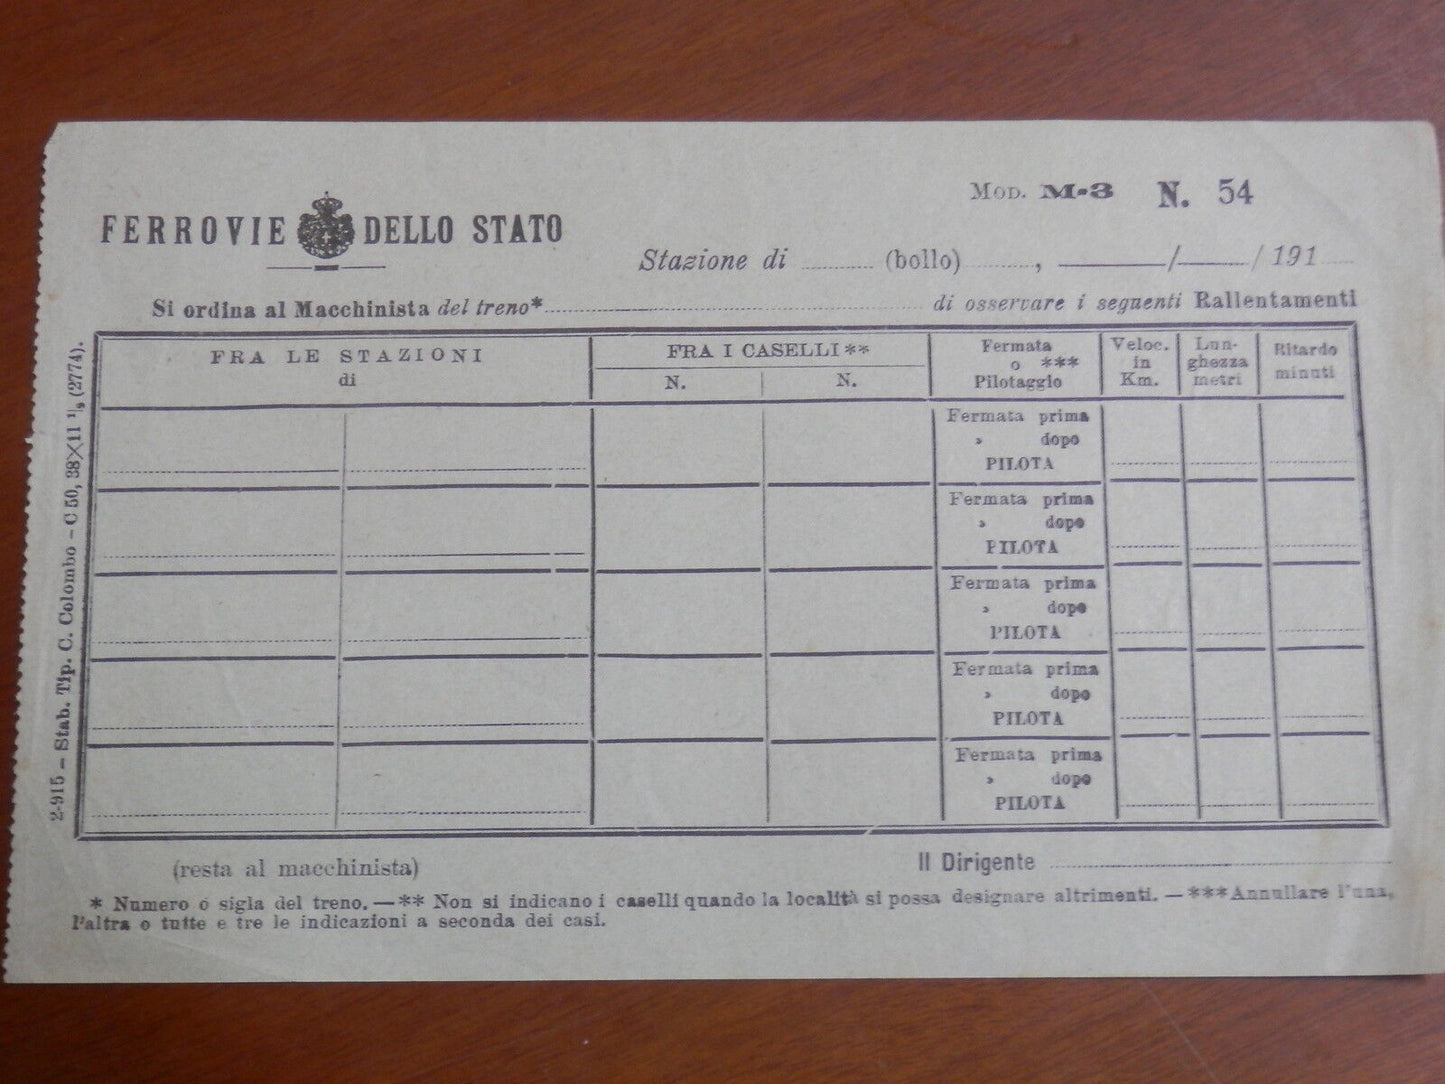 MOD. M-3 N. 54
FERROVIE DELLO STATO
Stazione di ............ (bollo) ............, ________/______/ 191......
Si ordina al Macchinista del treno* ............ di osservare i seguenti Rallentamenti
FRA LE STAZIONI
di
FRA I CASELLI**
N. N.
Fermata
o ***
Pilotaggio
Veloc.
in
Km.
Lun-
ghezza
metri
Ritardo
minuti
Fermata prima
» dopo
PILOTA
Fermata prima
» dopo
PILOTA
Fermata prima
» dopo
PILOTA
Fermata prima
» dopo
PILOTA
Fermata prima
» dopo
PILOTA
(resta al macchinista)
Il Dirigente ............
* Numero o sigla del treno. — ** Non si indicano i caselli quando la località si possa designare altrimenti. — *** Annullare l'una,
l'altra o tutte e tre le indicazioni a seconda dei casi.
2-915 – Stab. Tip. C. Colombo – C 50, 38×11 (2774).